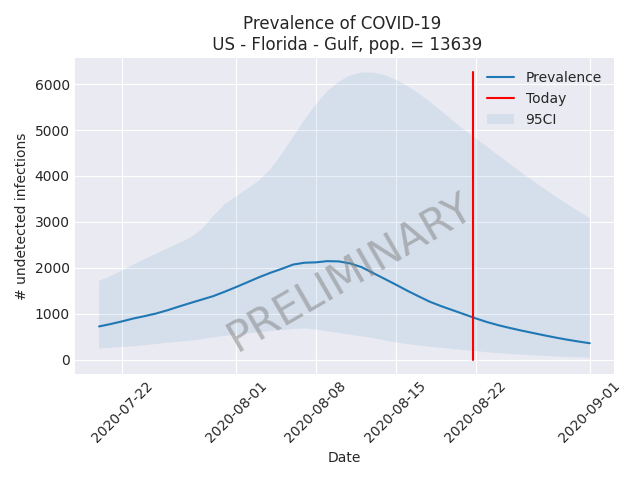 Prevalence of COVID-19
US - Florida - Gulf, pop. = 13639
# undetected infections
6000
5000
4000
3000
2000
1000
0
Prevalence
Today
95CI
PRELIMINARY
2020-07-22
2020-08-01
2020-08-08
2020-08-15
2020-08-22
2020-09-01
Date